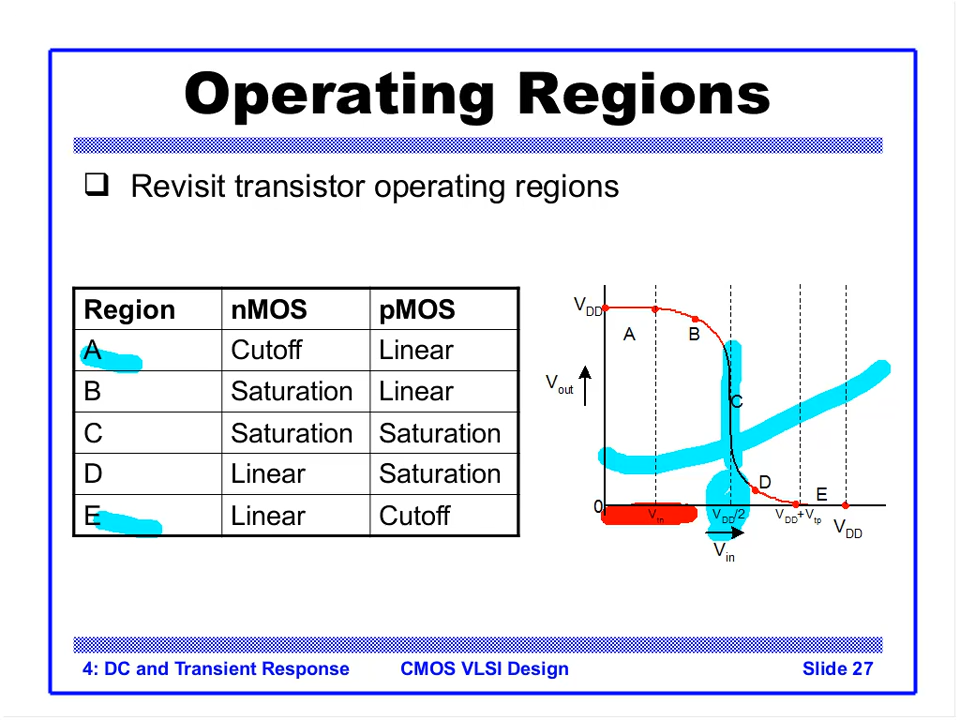 Operating Regions
❑ Revisit transistor operating regions
Region nMOS pMOS
A Cutoff Linear
B Saturation Linear
C Saturation Saturation
D Linear Saturation
E Linear Cutoff
VDD
A
B
Vout
C
D
E
0
Vtn
VDD/2
VDD+Vtp
VDD
Vin
4: DC and Transient Response
CMOS VLSI Design
Slide 27